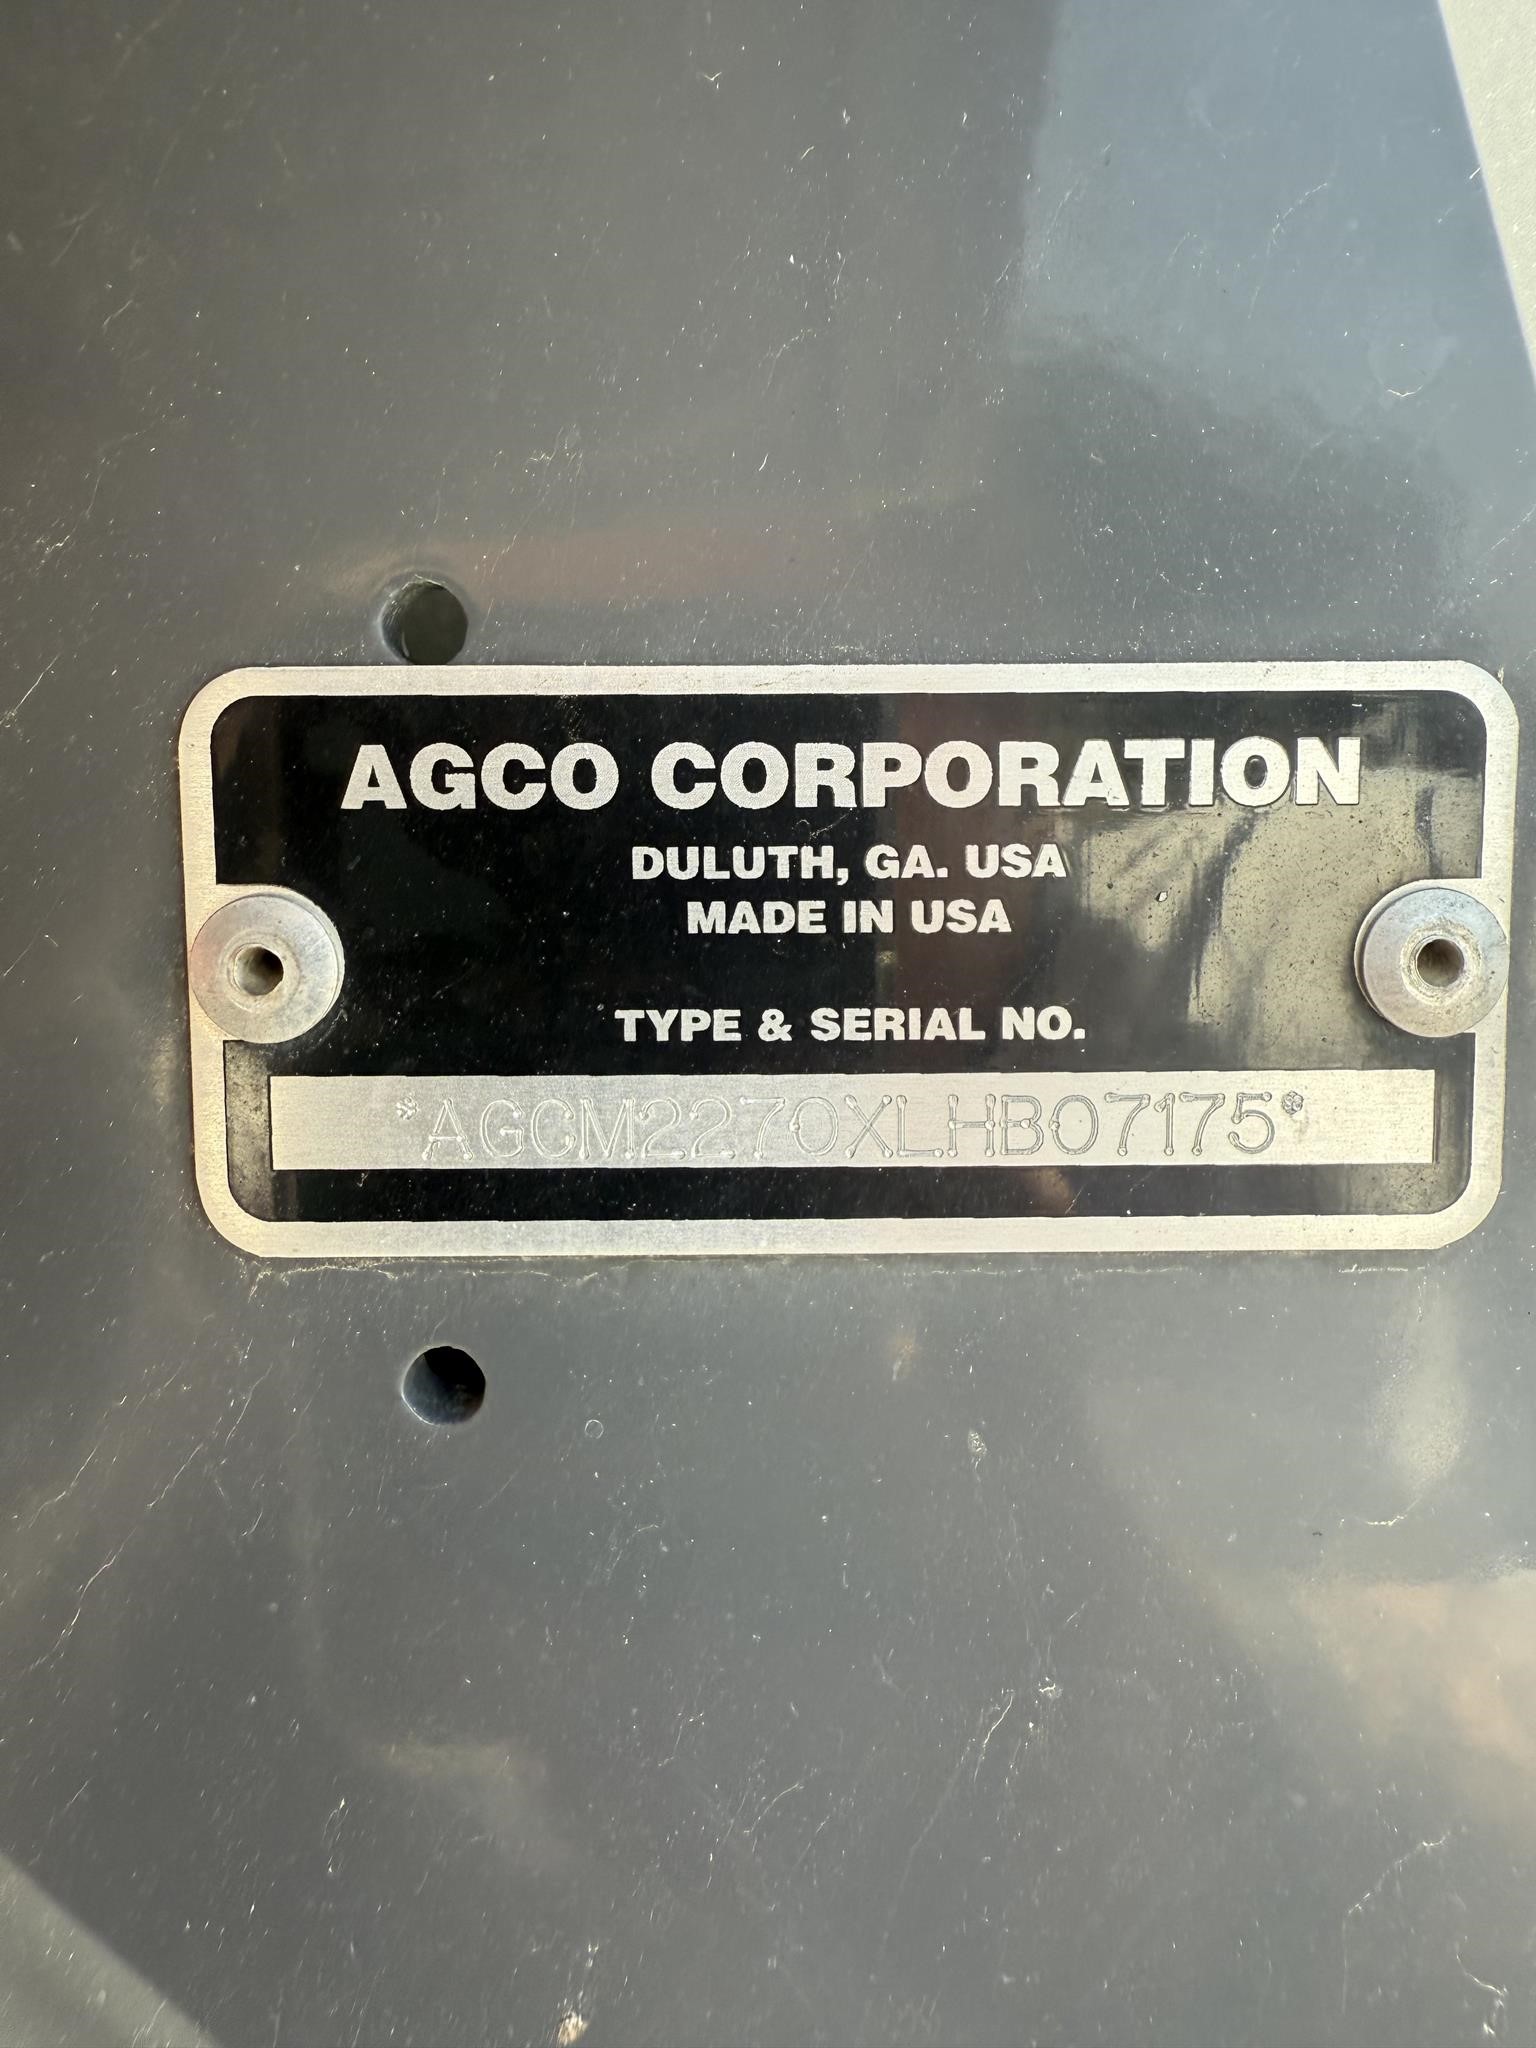 AGCO CORPORATION
DULUTH, GA. USA
MADE IN USA
TYPE & SERIAL NO.
*AGCM2270XLHB07175*